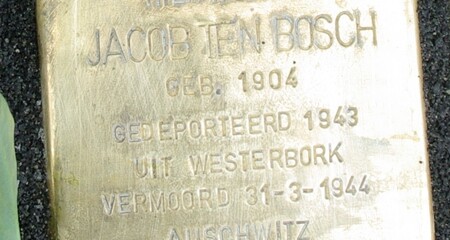 JACOB TEN BOSCH
GEB. 1904
GEDEPORTEERD 1943
UIT WESTERBORK
VERMOORD 31-3-1944
AUSCHWITZ